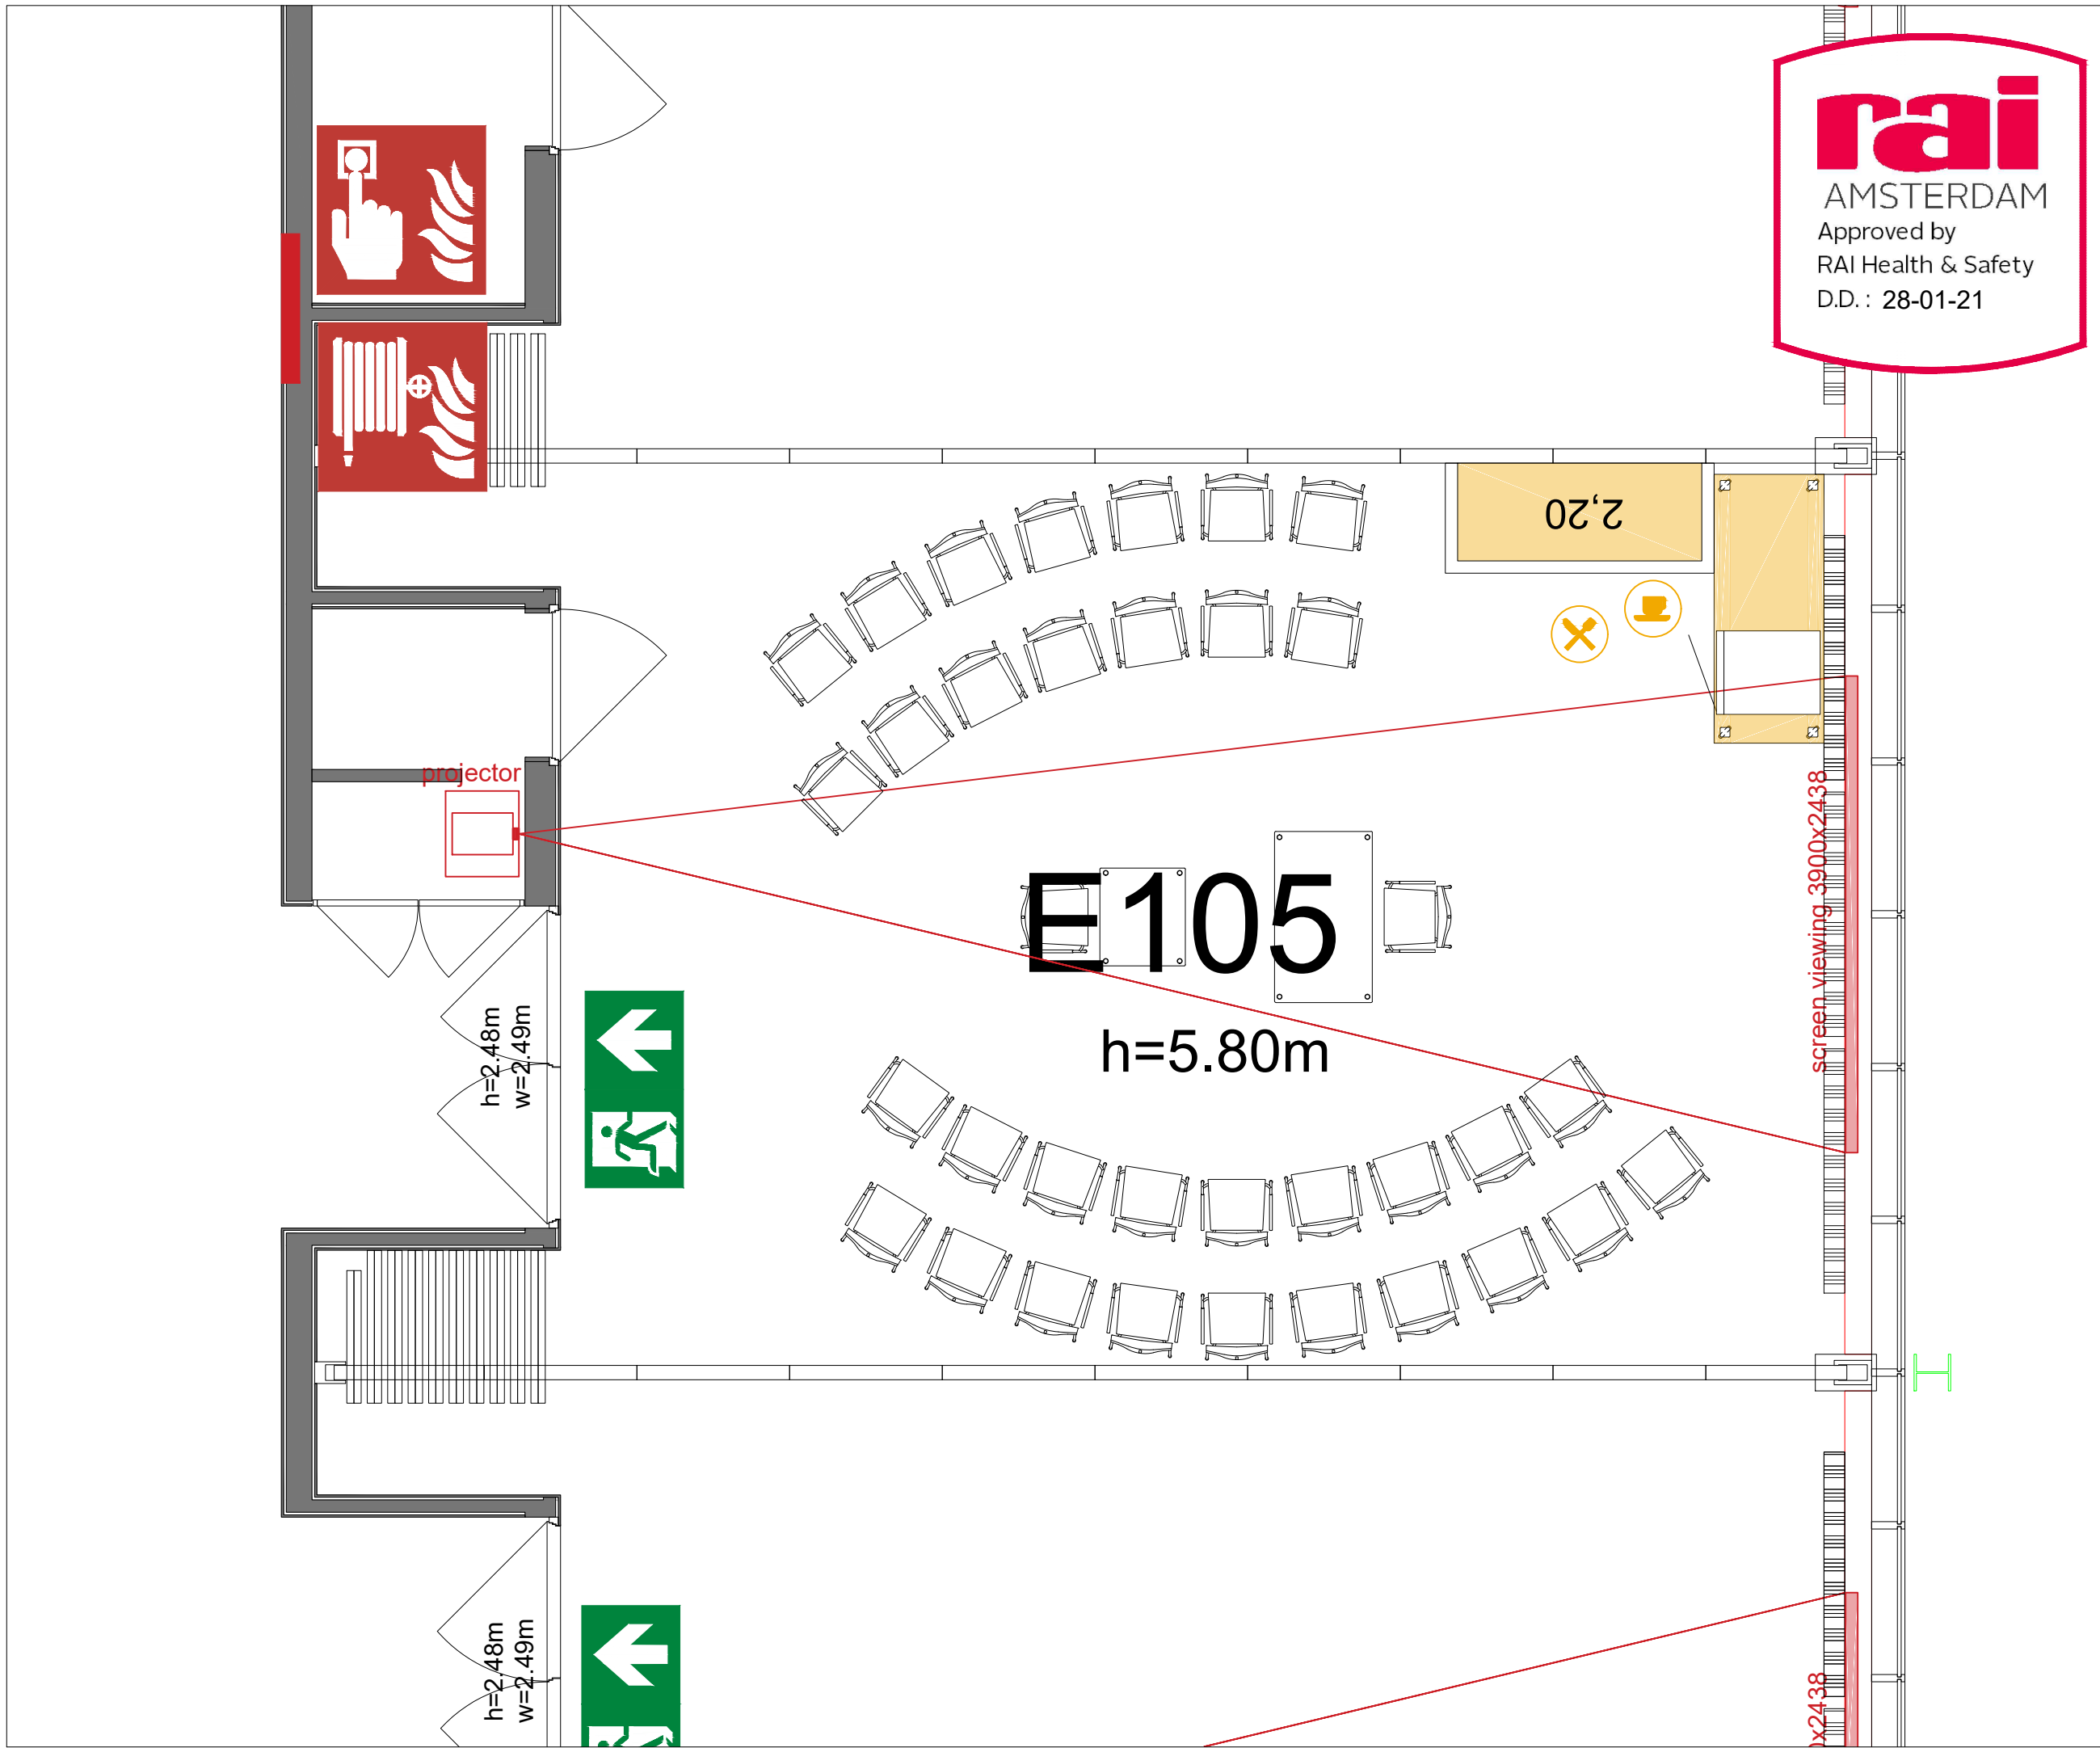 rai
AMSTERDAM
Approved by
RAI Health & Safety
D.D.: 28-01-21
2,20
projector
screen viewing 3900x2438
E105
h=5.80m
h=2.48m
w=2.49m
h=2.48m
w=2.49m
0x2438